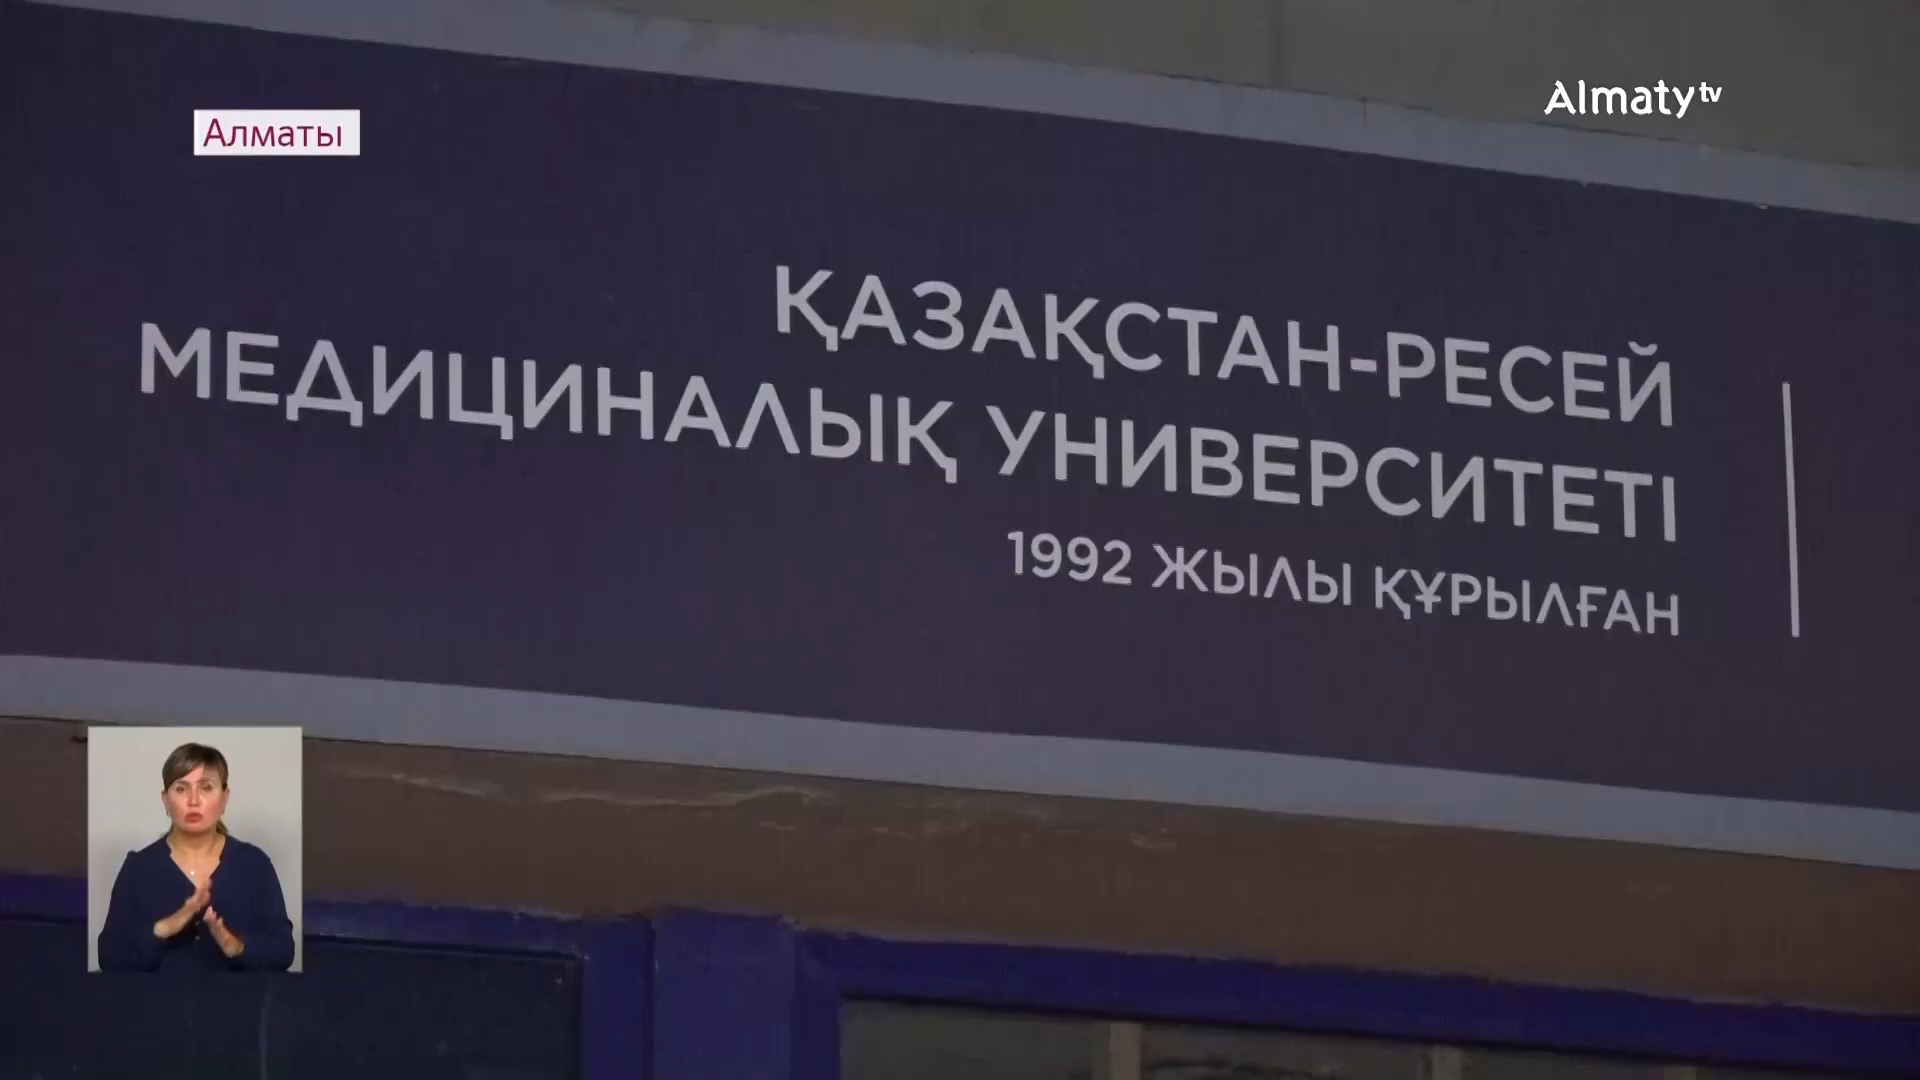 Almaty tv
Алматы
ҚАЗАҚСТАН-РЕСЕЙ
МЕДИЦИНАЛЫҚ УНИВЕРСИТЕТІ
1992 ЖЫЛЫ ҚҰРЫЛҒАН